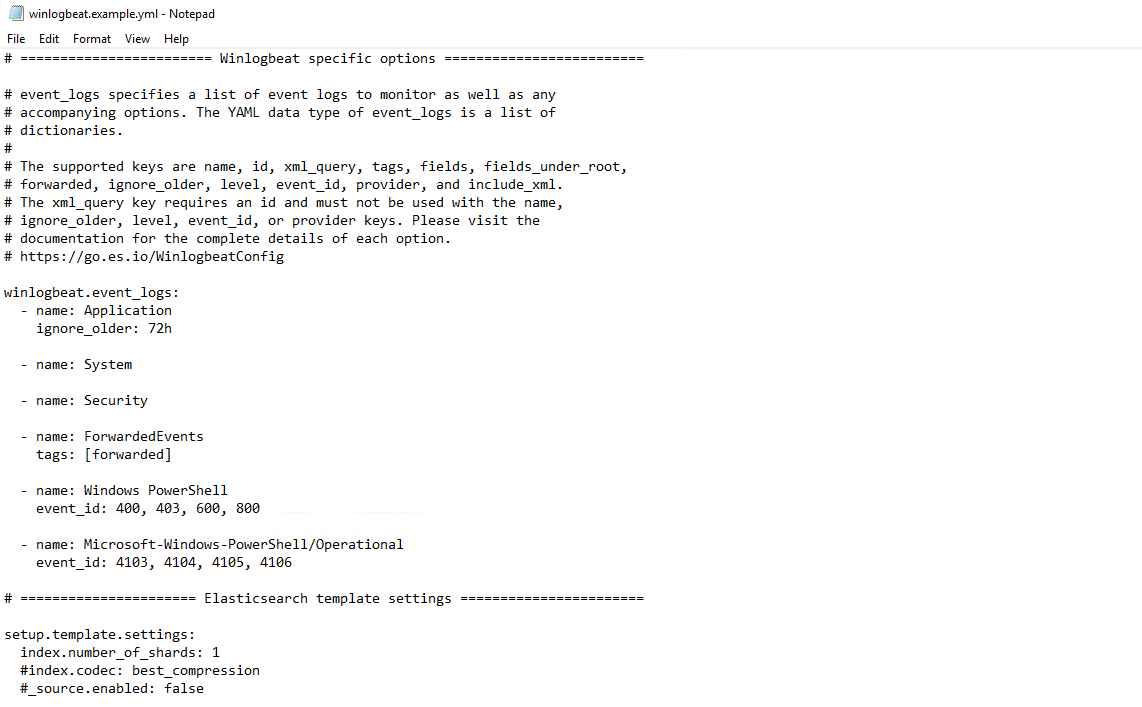 winlogbeat.example.yml - Notepad
File Edit Format View Help
# ======================== Winlogbeat specific options =========================
# event_logs specifies a list of event logs to monitor as well as any
# accompanying options. The YAML data type of event_logs is a list of
# dictionaries.
#
# The supported keys are name, id, xml_query, tags, fields, fields_under_root,
# forwarded, ignore_older, level, event_id, provider, and include_xml.
# The xml_query key requires an id and must not be used with the name,
# ignore_older, level, event_id, or provider keys. Please visit the
# documentation for the complete details of each option.
# https://go.es.io/WinlogbeatConfig
winlogbeat.event_logs:
  - name: Application
    ignore_older: 72h
  - name: System
  - name: Security
  - name: ForwardedEvents
    tags: [forwarded]
  - name: Windows PowerShell
    event_id: 400, 403, 600, 800
  - name: Microsoft-Windows-PowerShell/Operational
    event_id: 4103, 4104, 4105, 4106
# ====================== Elasticsearch template settings =======================
setup.template.settings:
  index.number_of_shards: 1
  #index.codec: best_compression
  #_source.enabled: false